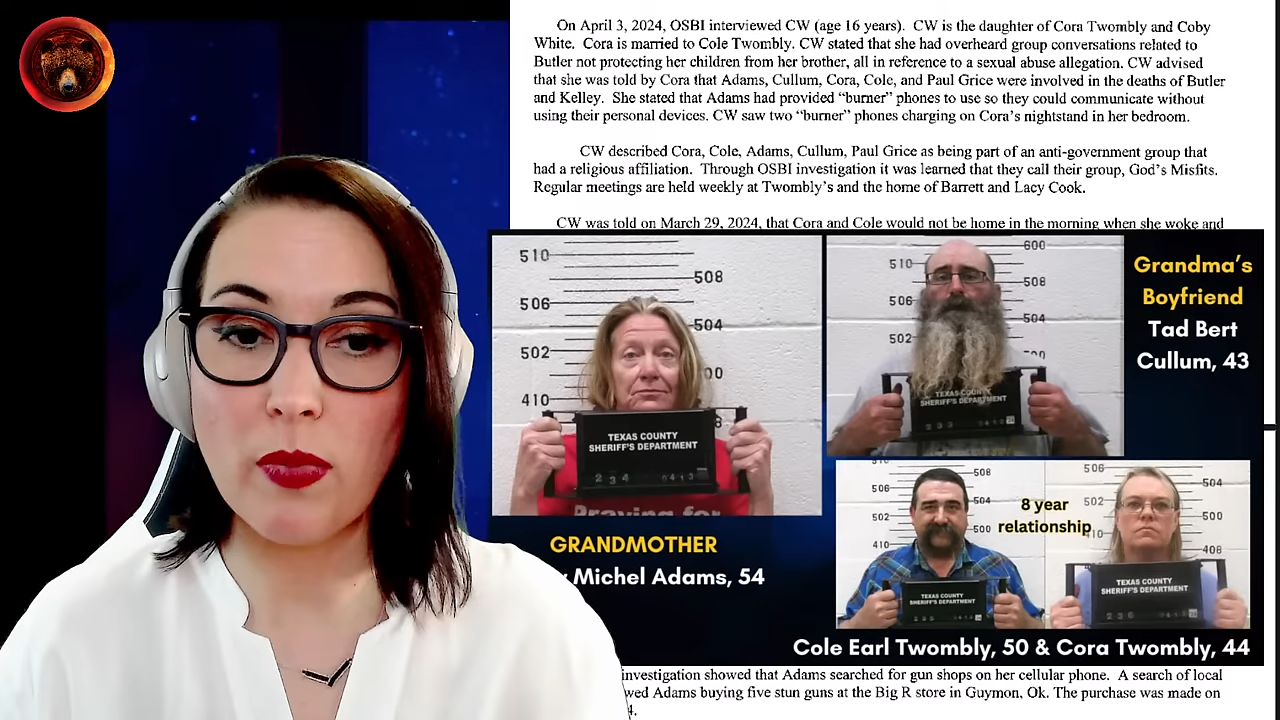 On April 3, 2024, OSBI interviewed CW (age 16 years). CW is the daughter of Cora Twombly and Coby
White. Cora is married to Cole Twombly. CW stated that she had overheard group conversations related to
Butler not protecting her children from her brother, all in reference to a sexual abuse allegation. CW advised
that she was told by Cora that Adams, Cullum, Cora, Cole, and Paul Grice were involved in the deaths of Butler
and Kelley. She stated that Adams had provided “burner” phones to use so they could communicate without
using their personal devices. CW saw two “burner” phones charging on Cora’s nightstand in her bedroom.
CW described Cora, Cole, Adams, Cullum, Paul Grice as being part of an anti-government group that
had a religious affiliation. Through OSBI investigation it was learned that they call their group, God’s Misfits.
Regular meetings are held weekly at Twombly’s and the home of Barrett and Lacy Cook.
CW was told on March 29, 2024, that Cora and Cole would not be home in the morning when she woke and
510
508
506
504
502
410
TEXAS COUNTY
SHERIFF'S DEPARTMENT
2 3 4
Praying for
GRANDMOTHER
Michel Adams, 54
600
510
508
506
504
502
TEXAS COUNTY
SHERIFF'S DEPARTMENT
Grandma’s
Boyfriend
Tad Bert
Cullum, 43
508
506
504
502
500
410
TEXAS COUNTY
SHERIFF'S DEPARTMENT
8 year
relationship
506
504
502
500
410
408
TEXAS COUNTY
SHERIFF'S DEPARTMENT
Cole Earl Twombly, 50 & Cora Twombly, 44
investigation showed that Adams searched for gun shops on her cellular phone. A search of local
Adams buying five stun guns at the Big R store in Guymon, Ok. The purchase was made on